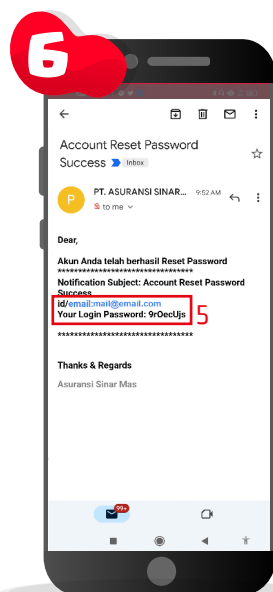 6
Account Reset Password
Success Inbox
P
PT. ASURANSI SINAR... 9:52 AM
to me
Dear,
Akun Anda telah berhasil Reset Password
**********************************
Notification Subject: Account Reset Password
Success
id/email:mail@email.com
Your Login Password: 9rOecUjs
5
**********************************
Thanks & Regards
Asuransi Sinar Mas
99+